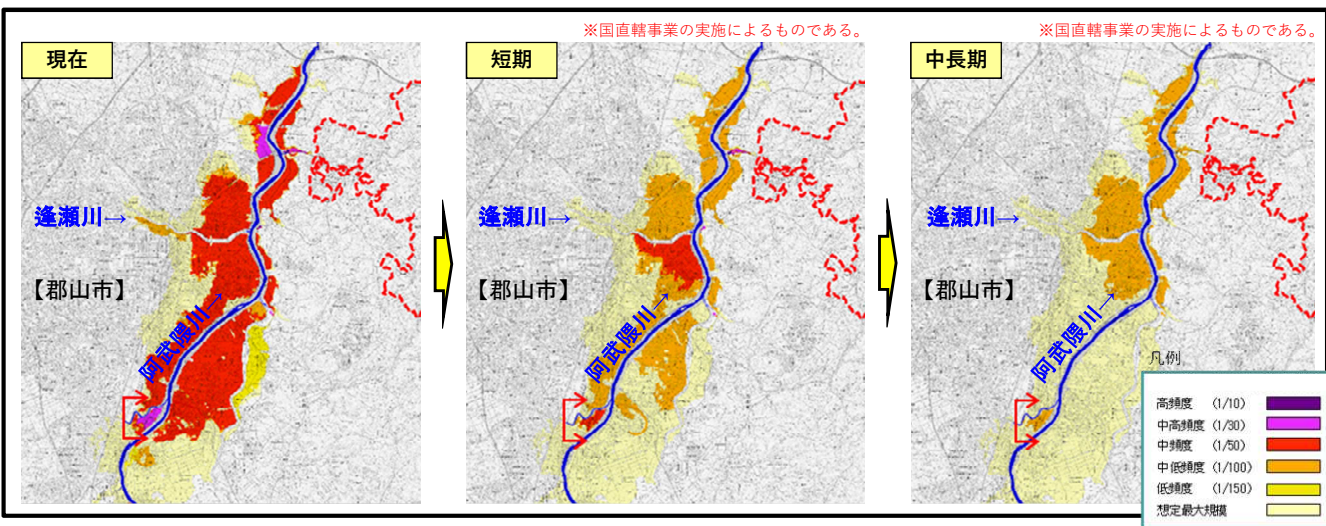 ※国直轄事業の実施によるものである。
※国直轄事業の実施によるものである。
現在
短期
中長期
逢瀬川→
逢瀬川→
逢瀬川→
【郡山市】
【郡山市】
【郡山市】
阿武隈川→
阿武隈川→
阿武隈川→
凡例
高頻度 (1/10)
中高頻度 (1/30)
中頻度 (1/50)
中低頻度 (1/100)
低頻度 (1/150)
想定最大規模